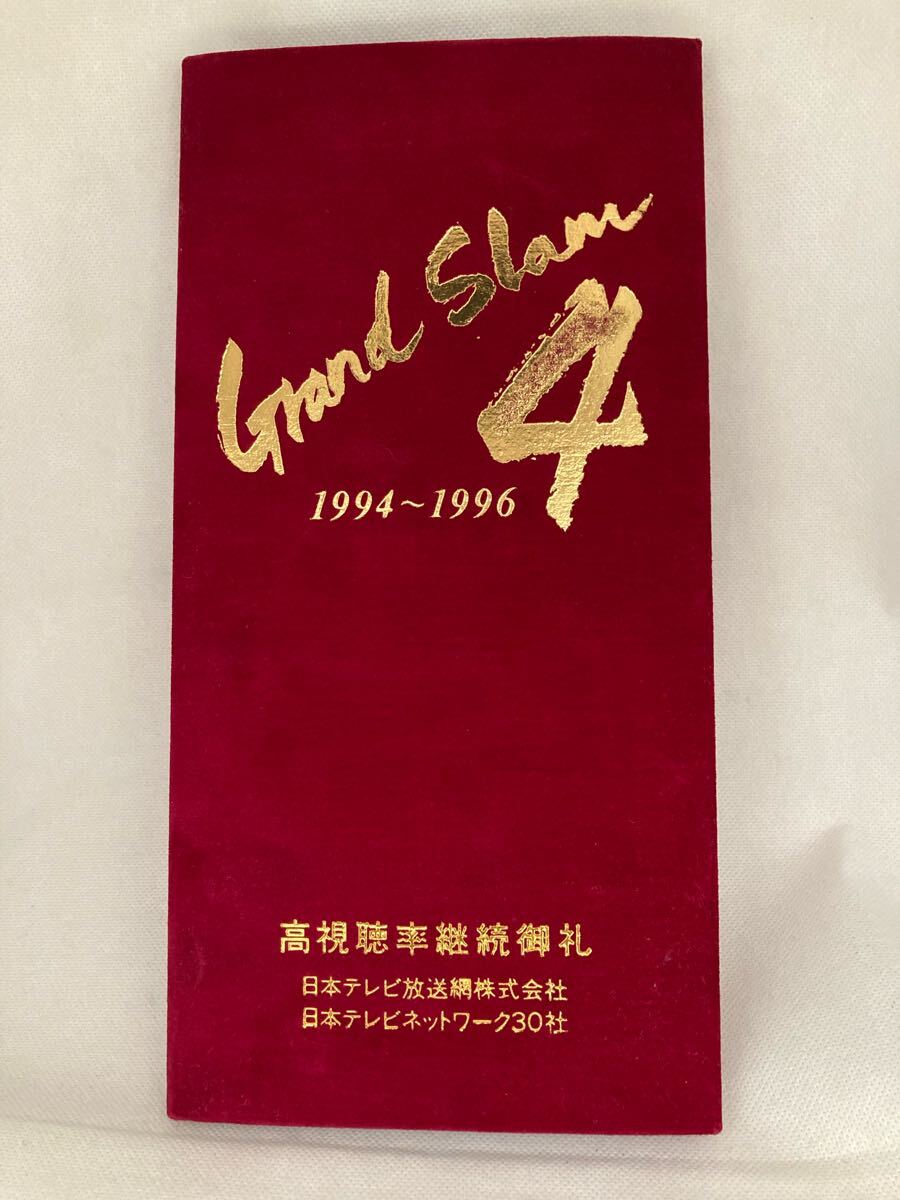 Grand Slam
4
1994~1996
高視聴率継続御礼
日本テレビ放送網株式会社
日本テレビネットワーク30社